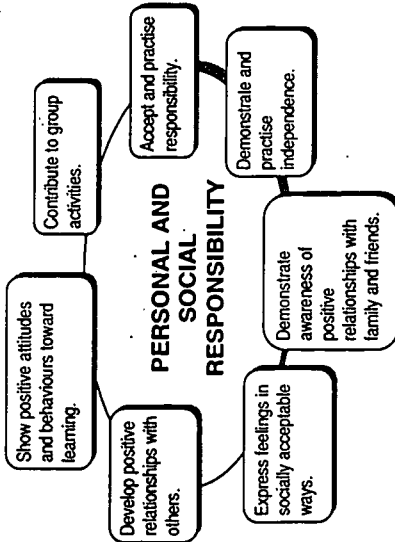 Show positive attitudes
and behaviours toward
learning.
Contribute to group
activities.
Accept and practise
responsibility.
Demonstrate and
practise
independence.
Demonstrate
awareness of
positive
relationships with
family and friends.
Express feelings in
socially acceptable
ways.
Develop positive
relationships with
others.
PERSONAL AND
SOCIAL
RESPONSIBILITY